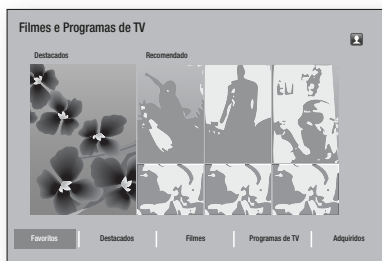 Filmes e Programas de TV
Destacados Recomendado
Favoritos Destacados Filmes Programas de TV Adquiridos